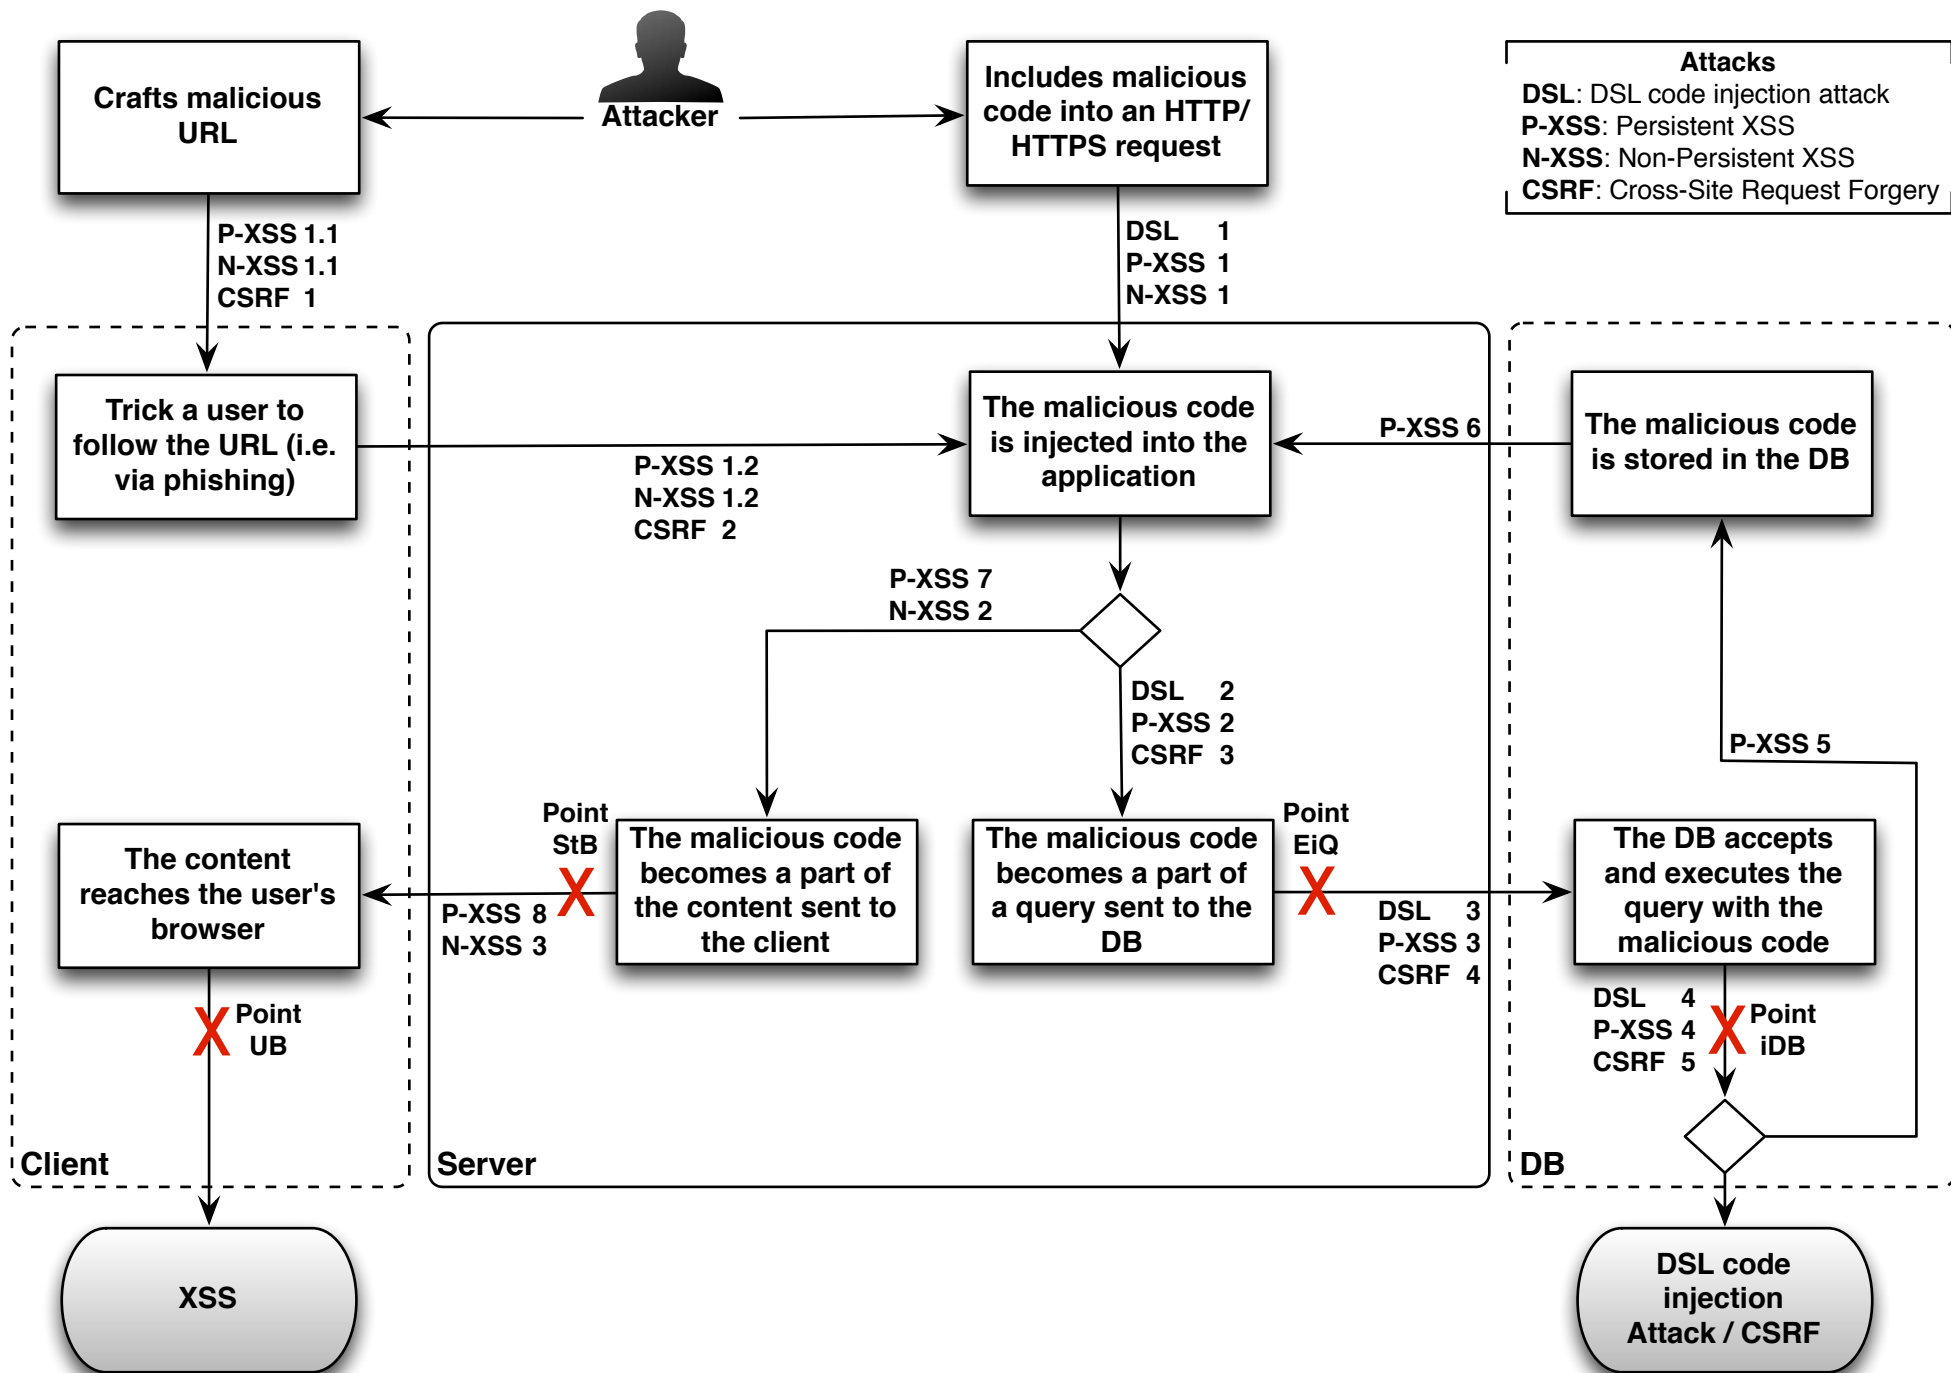 Crafts malicious
URL
Attacker
Includes malicious
code into an HTTP/
HTTPS request
Attacks
DSL: DSL code injection attack
P-XSS: Persistent XSS
N-XSS: Non-Persistent XSS
CSRF: Cross-Site Request Forgery
P-XSS 1.1
N-XSS 1.1
CSRF 1
DSL 1
P-XSS 1
N-XSS 1
Trick a user to
follow the URL (i.e.
via phishing)
P-XSS 1.2
N-XSS 1.2
CSRF 2
The malicious code
is injected into the
application
P-XSS 6
The malicious code
is stored in the DB
P-XSS 7
N-XSS 2
DSL 2
P-XSS 2
CSRF 3
P-XSS 5
The content
reaches the user's
browser
Point
StB
P-XSS 8
N-XSS 3
The malicious code
becomes a part of
the content sent to
the client
The malicious code
becomes a part of
a query sent to the
DB
Point
EiQ
DSL 3
P-XSS 3
CSRF 4
The DB accepts
and executes the
query with the
malicious code
X
X
X
Point
UB
DSL 4
P-XSS 4
CSRF 5
X
Point
iDB
Client
Server
DB
XSS
DSL code
injection
Attack / CSRF